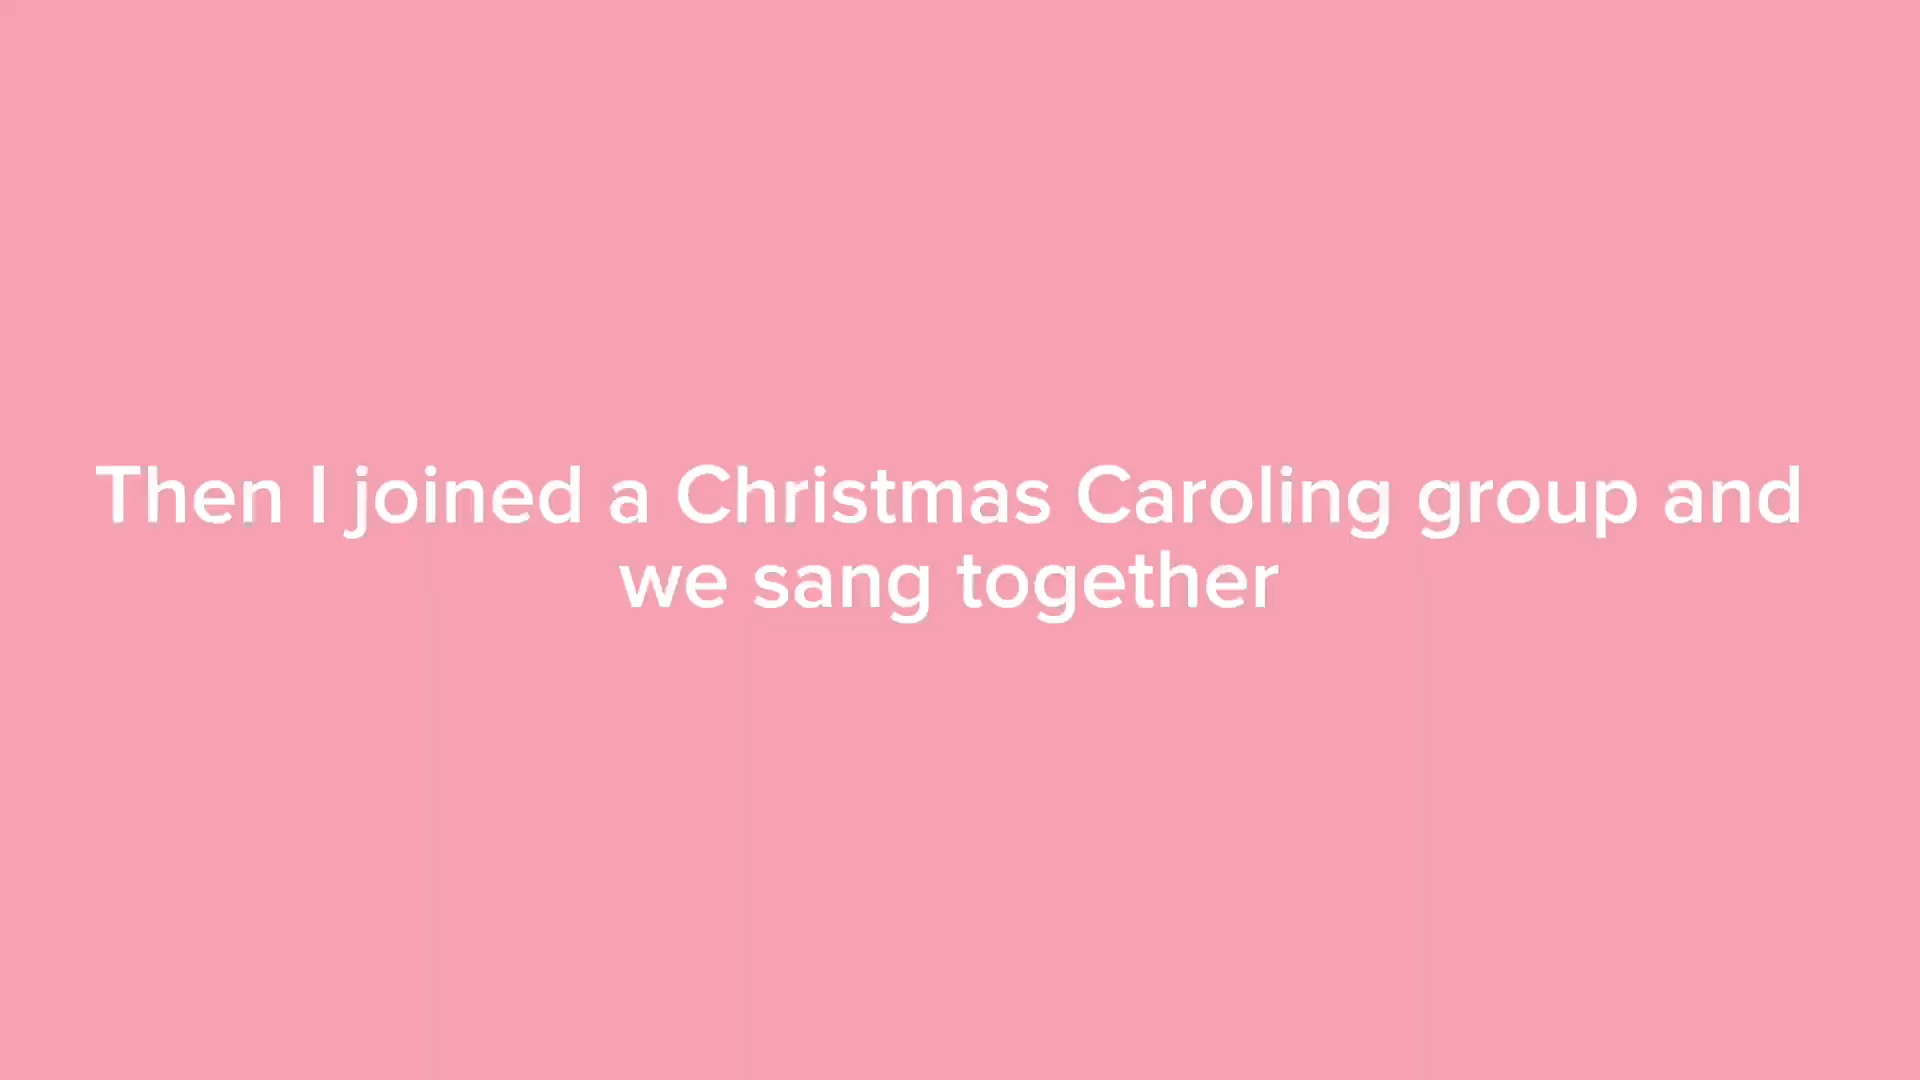 Then I joined a Christmas Caroling group and
we sang together